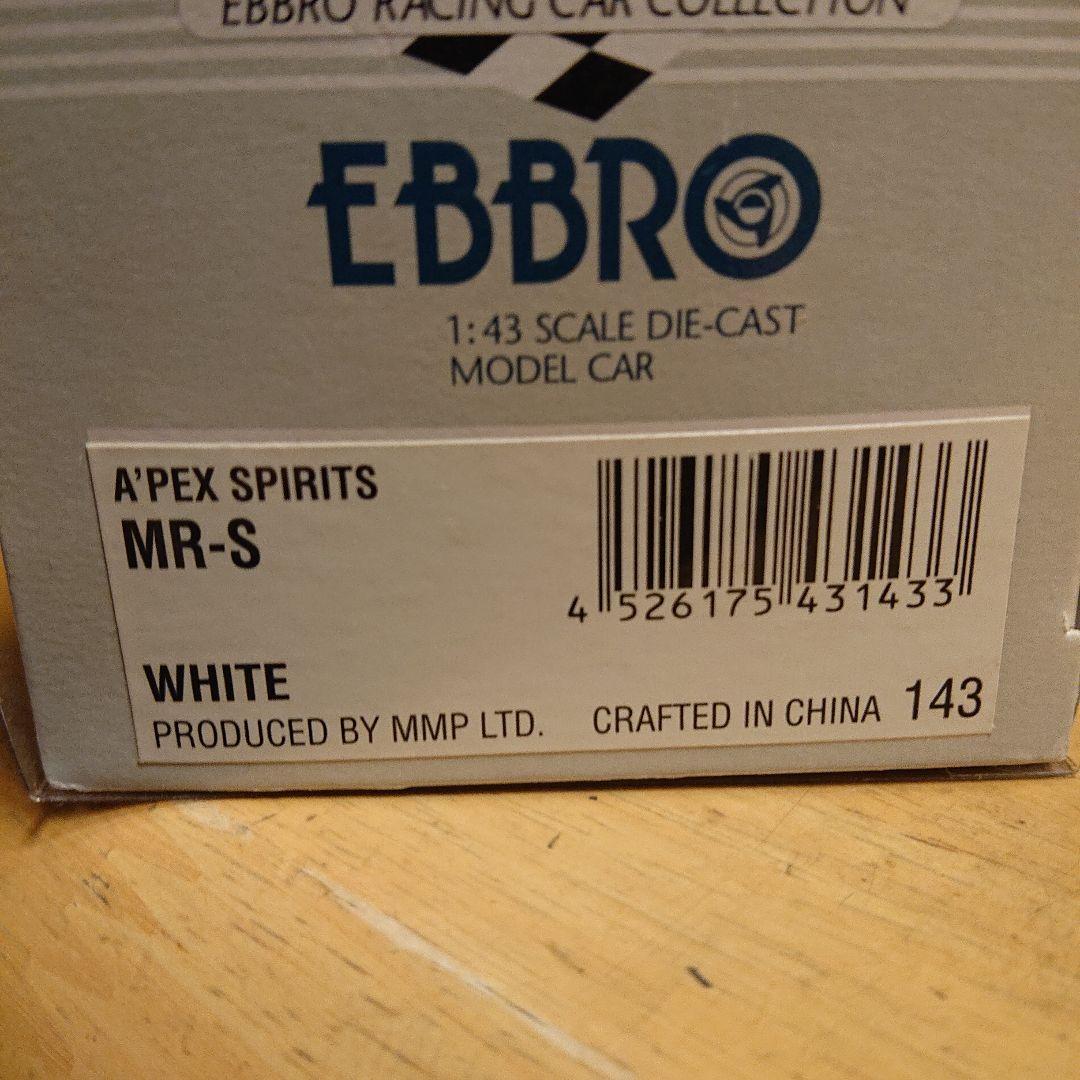 EBBRO RACING CAR COLLECTION
EBBRO
1:43 SCALE DIE-CAST
MODEL CAR
A'PEX SPIRITS
MR-S
4 526175 431433
WHITE
PRODUCED BY MMP LTD. CRAFTED IN CHINA 143